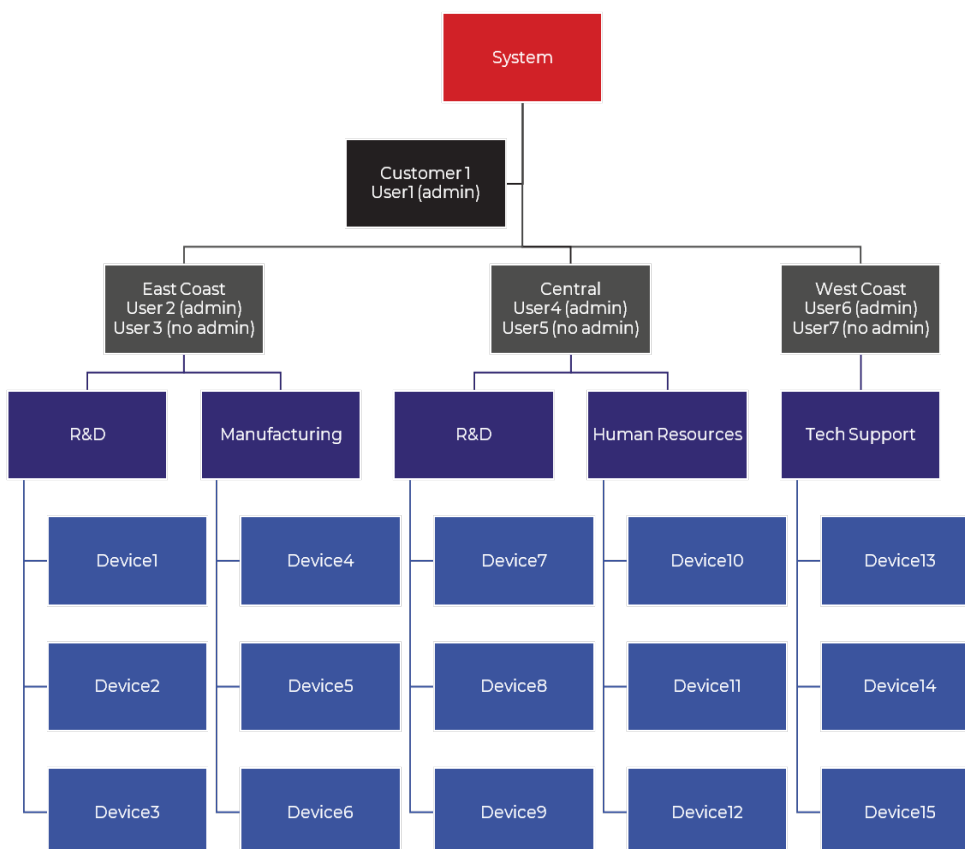 System
Customer 1
User1 (admin)
East Coast
User 2 (admin)
User 3 (no admin)
Central
User4 (admin)
User5 (no admin)
West Coast
User6 (admin)
User7 (no admin)
R&D
Manufacturing
R&D
Human Resources
Tech Support
Device1
Device4
Device7
Device10
Device13
Device2
Device5
Device8
Device11
Device14
Device3
Device6
Device9
Device12
Device15